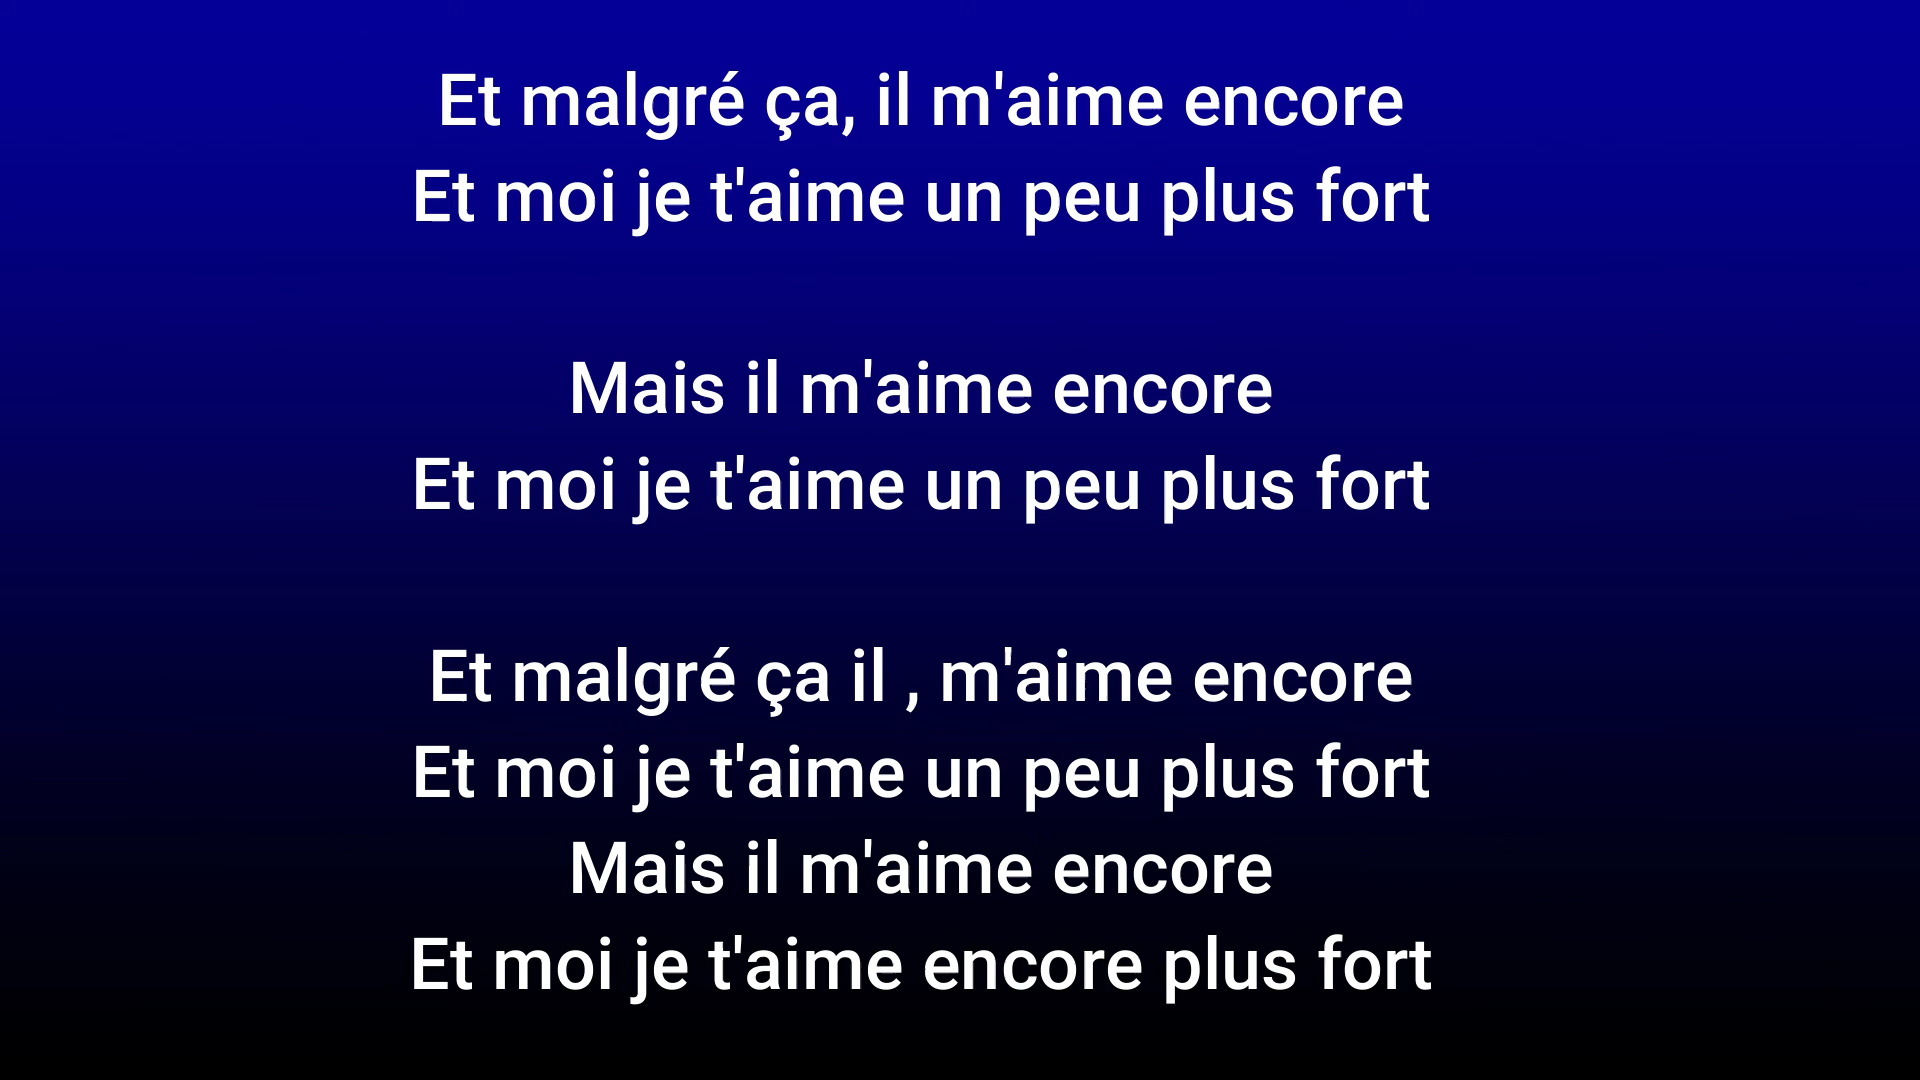 Et malgré ça, il m'aime encore
Et moi je t'aime un peu plus fort
Mais il m'aime encore
Et moi je t'aime un peu plus fort
Et malgré ça il , m'aime encore
Et moi je t'aime un peu plus fort
Mais il m'aime encore
Et moi je t'aime encore plus fort